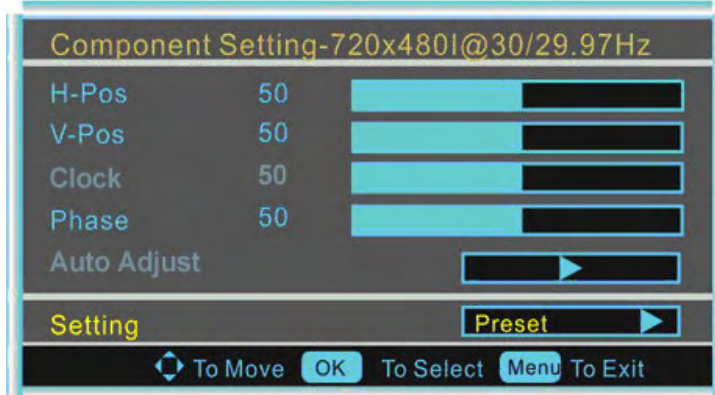 Component Setting-720x480I@30/29.97Hz
H-Pos 50
V-Pos 50
Clock 50
Phase 50
Auto Adjust
Setting Preset
To Move OK To Select Menu To Exit